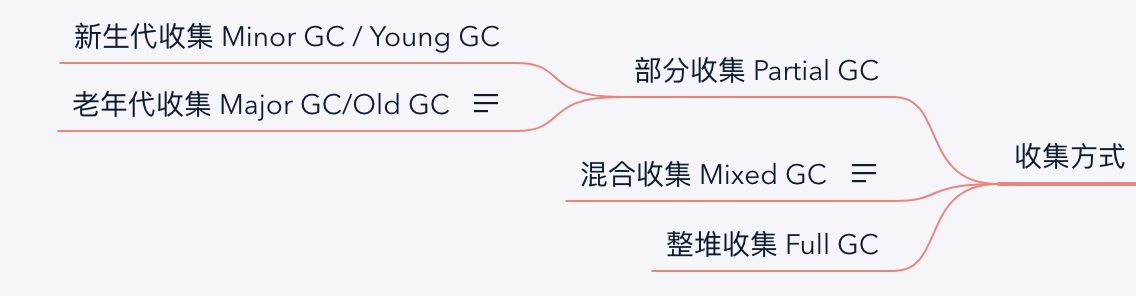 新生代收集 Minor GC / Young GC
部分收集 Partial GC
老年代收集 Major GC/Old GC
收集方式
混合收集 Mixed GC
整堆收集 Full GC